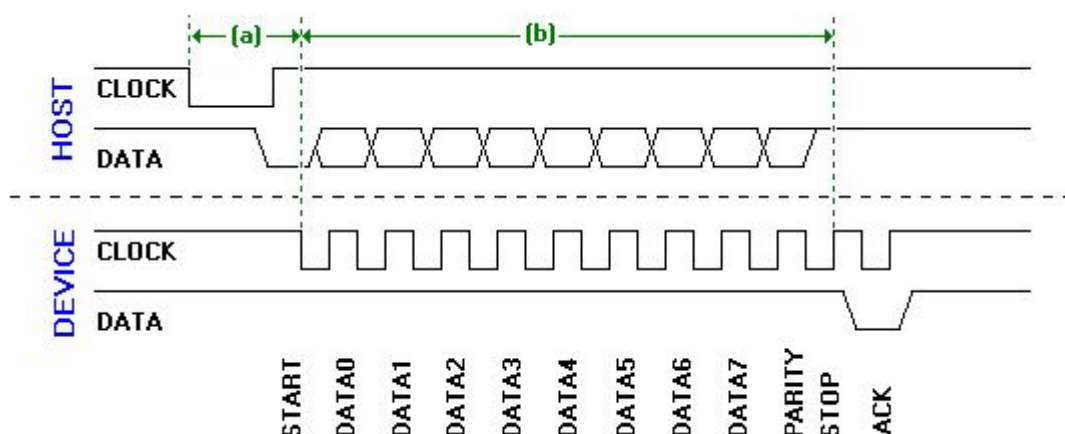 (a)
(b)
HOST
CLOCK
DATA
DEVICE
CLOCK
DATA
START
DATA0
DATA1
DATA2
DATA3
DATA4
DATA5
DATA6
DATA7
PARITY
STOP
ACK